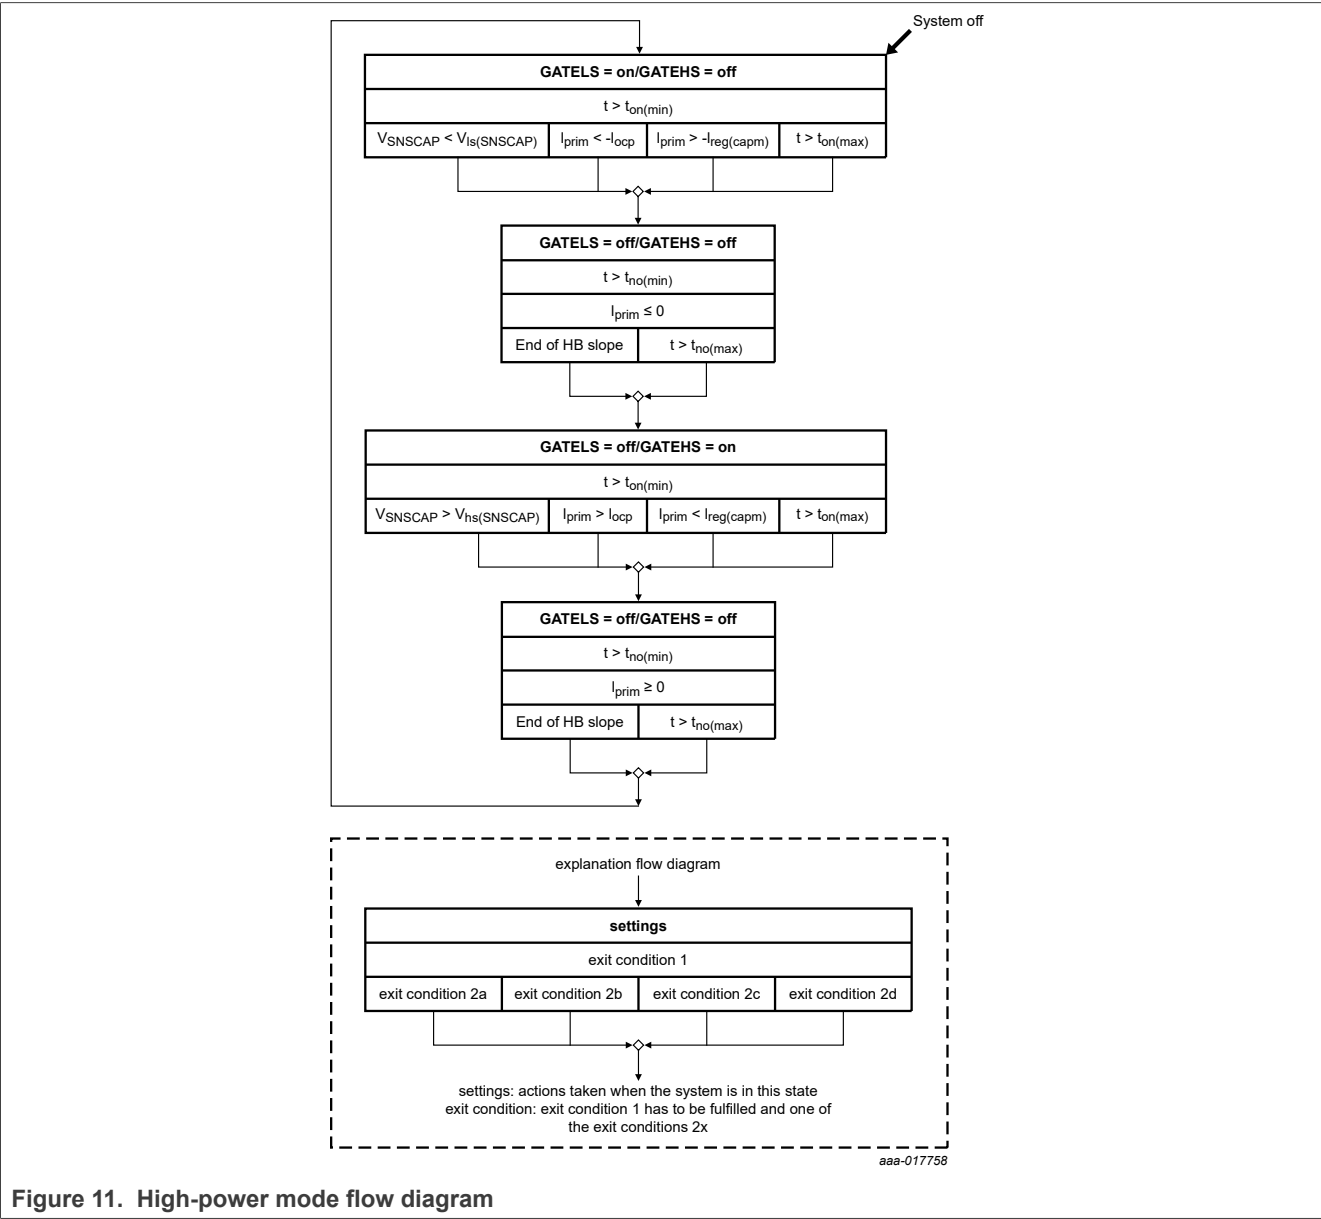 System off
GATELS = on/GATEHS = off
t > ton(min)
VSNSCAP < Vls(SNSCAP) Iprim < -Iocp Iprim > -Ireg(capm) t > ton(max)
GATELS = off/GATEHS = off
t > tno(min)
Iprim ≤ 0
End of HB slope t > tno(max)
GATELS = off/GATEHS = on
t > ton(min)
VSNSCAP > Vhs(SNSCAP) Iprim > Iocp Iprim < Ireg(capm) t > ton(max)
GATELS = off/GATEHS = off
t > tno(min)
Iprim ≥ 0
End of HB slope t > tno(max)
explanation flow diagram
settings
exit condition 1
exit condition 2a exit condition 2b exit condition 2c exit condition 2d
settings: actions taken when the system is in this state
exit condition: exit condition 1 has to be fulfilled and one of
the exit conditions 2x
aaa-017758
Figure 11. High-power mode flow diagram